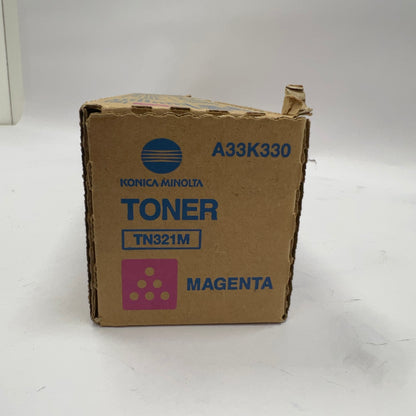 A33K330
KONICA MINOLTA
TONER
TN321M
MAGENTA